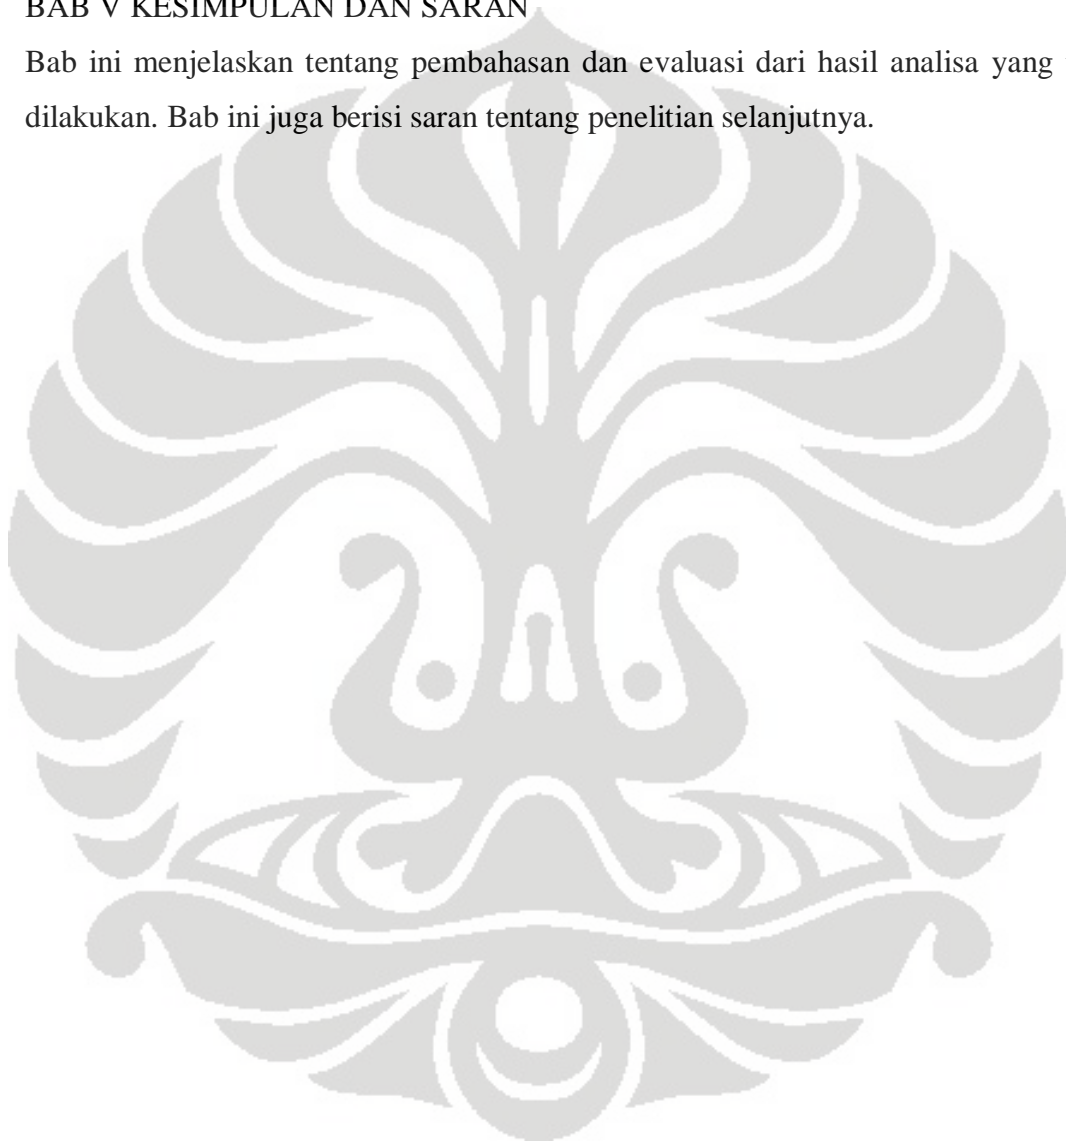 BAB V KESIMPULAN DAN SARAN
Bab ini menjelaskan tentang pembahasan dan evaluasi dari hasil analisa yang
dilakukan. Bab ini juga berisi saran tentang penelitian selanjutnya.